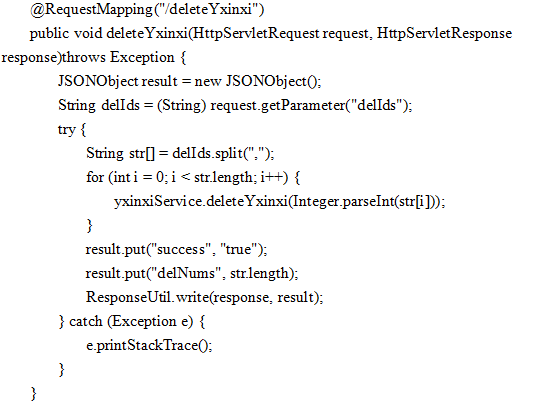 @RequestMapping("/deleteYxinxi")
public void deleteYxinxi(HttpServletRequest request, HttpServletResponse
response)throws Exception {
JSONObject result = new JSONObject();
String delIds = (String) request.getParameter("delIds");
try {
String str[] = delIds.split(",");
for (int i = 0; i < str.length; i++) {
yxinxiService.deleteYxinxi(Integer.parseInt(str[i]));
}
result.put("success", "true");
result.put("delNums", str.length);
ResponseUtil.write(response, result);
} catch (Exception e) {
e.printStackTrace();
}
}